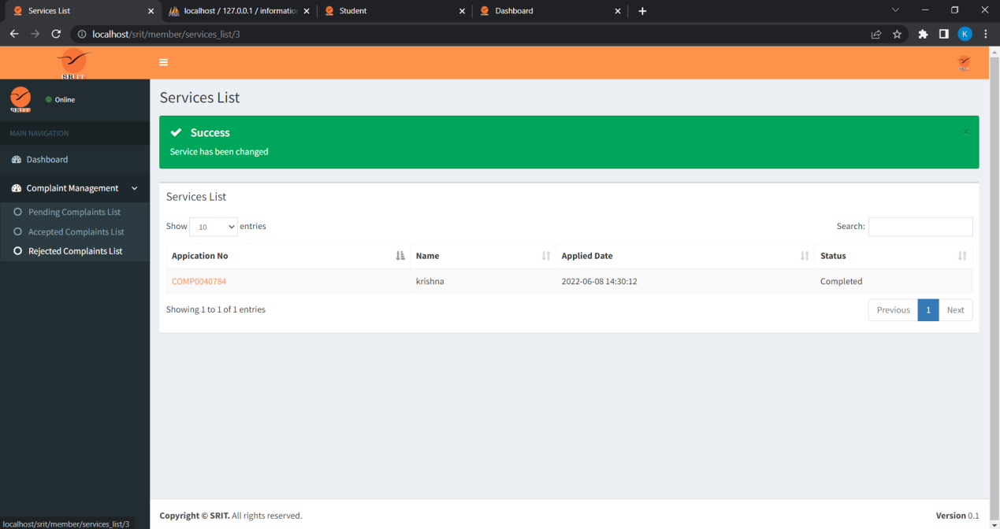 Services List
localhost / 127.0.0.1 / informatio
Student
Dashboard
localhost/srit/member/services_list/3
K
SRIT
SRIT
Online
MAIN NAVIGATION
Dashboard
Complaint Management
Pending Complaints List
Accepted Complaints List
Rejected Complaints List
Services List
Success
Service has been changed
×
Services List
Show 10 entries
Search:
Appication No Name Applied Date Status
COMP0040784 krishna 2022-06-08 14:30:12 Completed
Showing 1 to 1 of 1 entries
Previous 1 Next
Copyright © SRIT. All rights reserved.
Version 0.1
localhost/srit/member/services_list/3